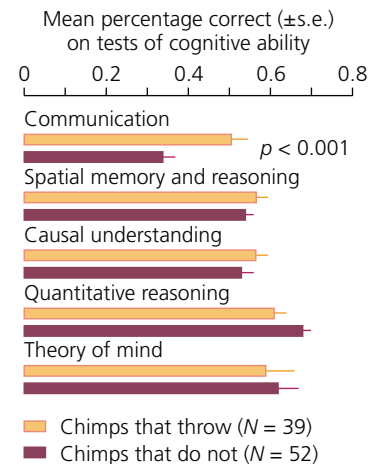 Mean percentage correct (±s.e.)
on tests of cognitive ability
0 0.2 0.4 0.6 0.8
Communication
p < 0.001
Spatial memory and reasoning
Causal understanding
Quantitative reasoning
Theory of mind
Chimps that throw (N = 39)
Chimps that do not (N = 52)